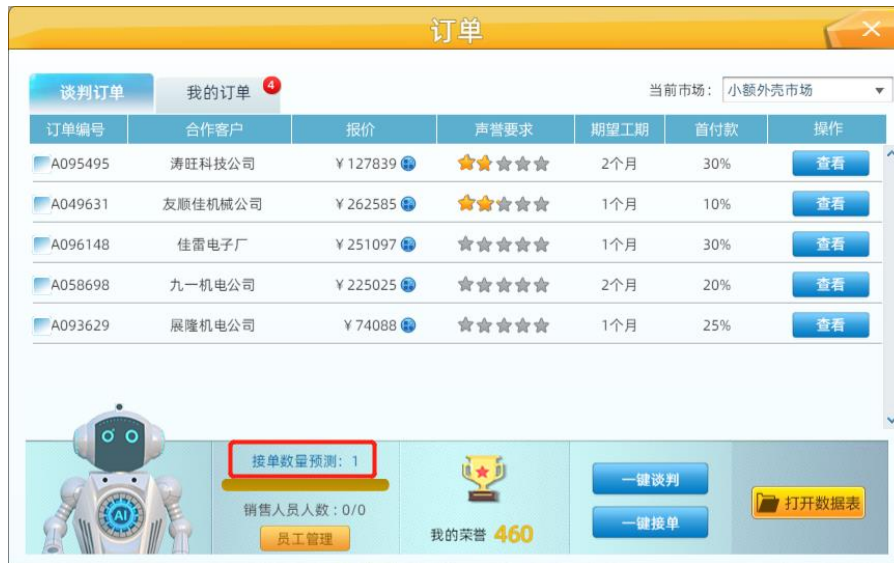 订单
谈判订单 我的订单 4 当前市场: 小额外壳市场
订单编号 合作客户 报价 声誉要求 期望工期 首付款 操作
A095495 涛旺科技公司 ￥127839 2个月 30% 查看
A049631 友顺佳机械公司 ￥262585 1个月 10% 查看
A096148 佳雷电子厂 ￥251097 1个月 30% 查看
A058698 九一机电公司 ￥225025 2个月 20% 查看
A093629 展隆机电公司 ￥74088 1个月 25% 查看
接单数量预测: 1
销售人员人数: 0/0
员工管理
AI
我的荣誉 460
一键谈判
一键接单
打开数据表